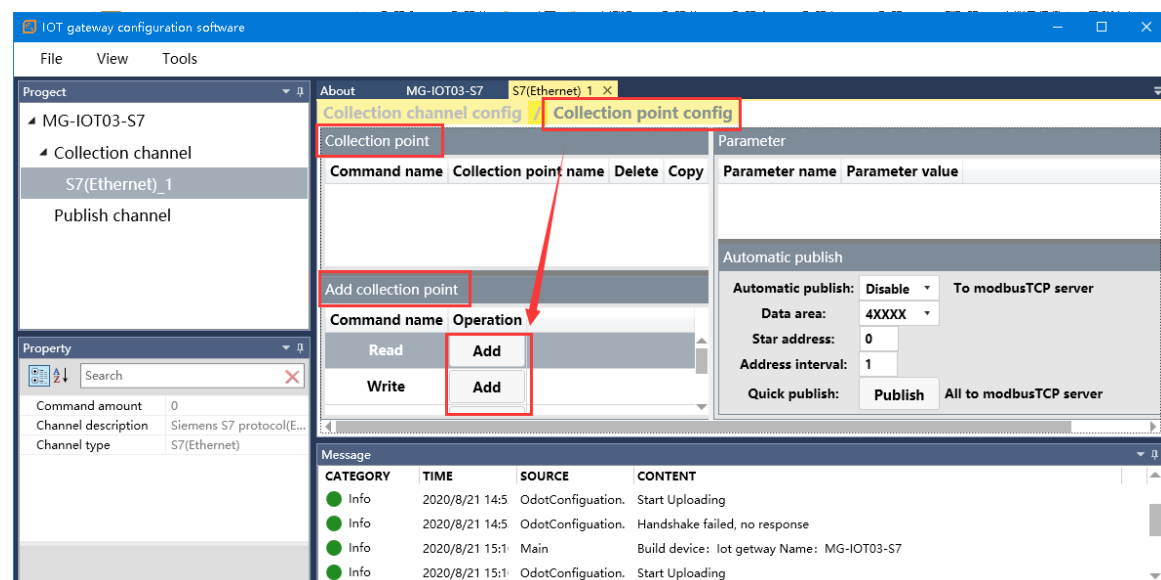 IOT gateway configuration software
File View Tools
Project
MG-IOT03-S7
Collection channel
S7(Ethernet)_1
Publish channel
Property
Search
Command amount 0
Channel description Siemens S7 protocol(E...
Channel type S7(Ethernet)
About MG-IOT03-S7 S7(Ethernet)_1
Collection channel config / Collection point config
Collection point
Command name Collection point name Delete Copy
Add collection point
Command name Operation
Read Add
Write Add
Parameter
Parameter name Parameter value
Automatic publish
Automatic publish: Disable To modbusTCP server
Data area: 4XXXX
Star address: 0
Address interval: 1
Quick publish: Publish All to modbusTCP server
Message
CATEGORY TIME SOURCE CONTENT
Info 2020/8/21 14:5 OdotConfiguation. Start Uploading
Info 2020/8/21 14:5 OdotConfiguation. Handshake failed, no response
Info 2020/8/21 15:1 Main Build device: Iot getway Name: MG-IOT03-S7
Info 2020/8/21 15:1 OdotConfiguation. Start Uploading